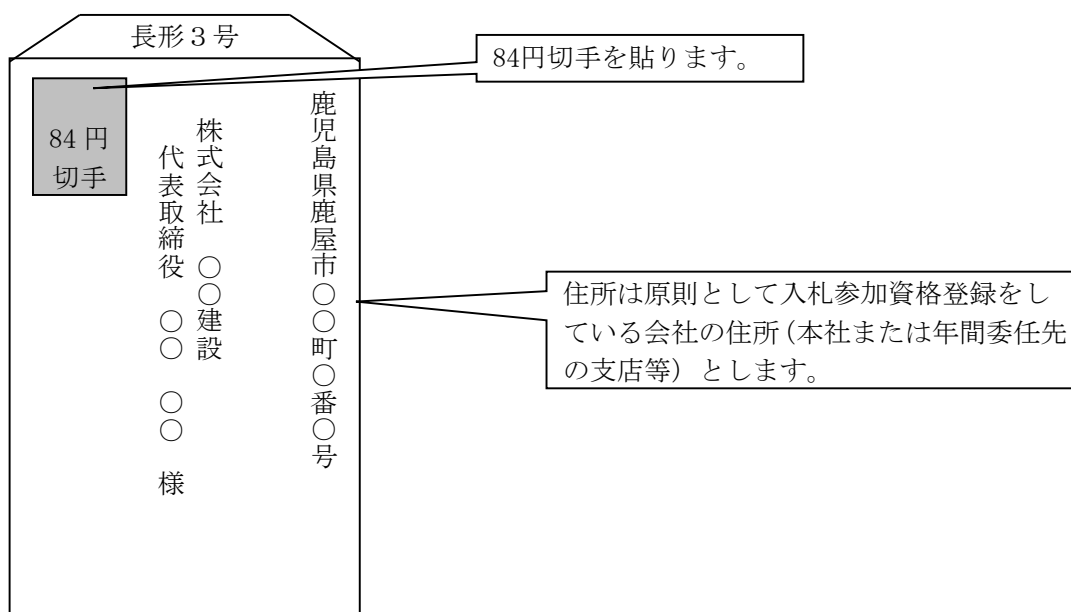 長形３号
84円切手を貼ります。
84 円
切手
鹿児島県鹿屋市○○町○番○号
株式会社　○○建設
代表取締役　○○　○○　様
住所は原則として入札参加資格登録をし
ている会社の住所(本社または年間委任先
の支店等）とします。